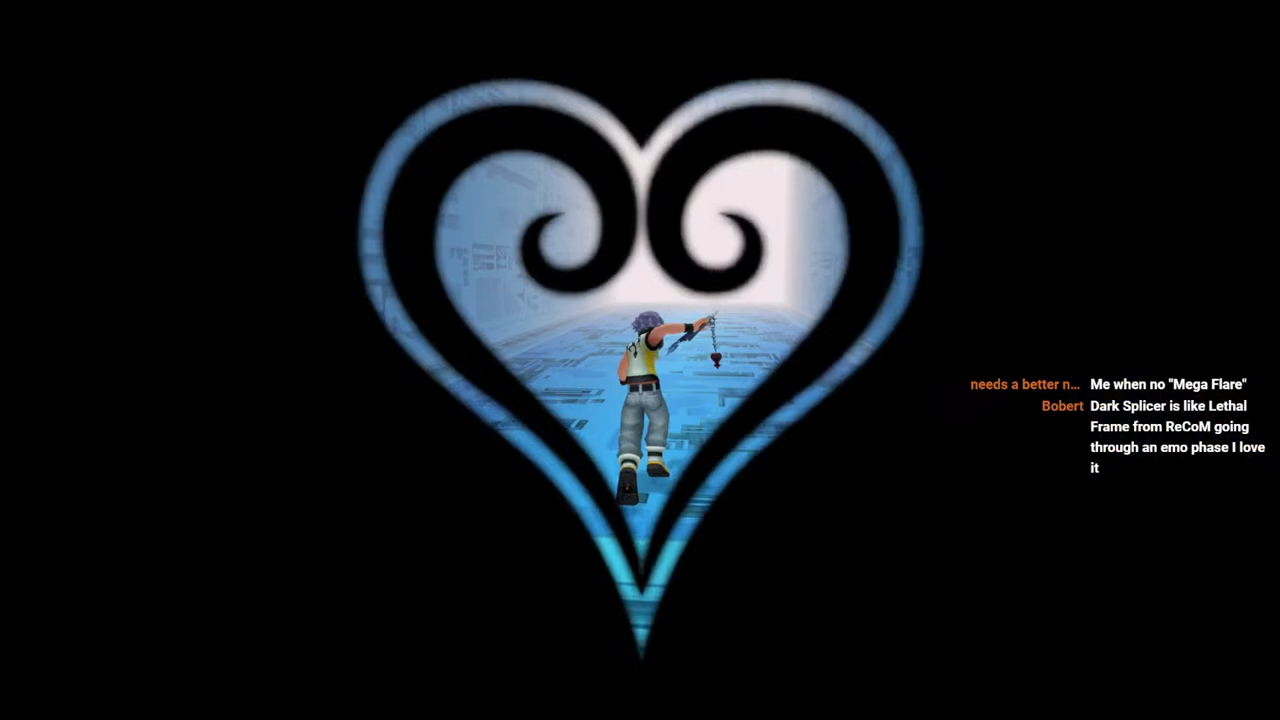 needs a better n... Me when no "Mega Flare"
Bobert Dark Splicer is like Lethal
Frame from ReCoM going
through an emo phase I love
it